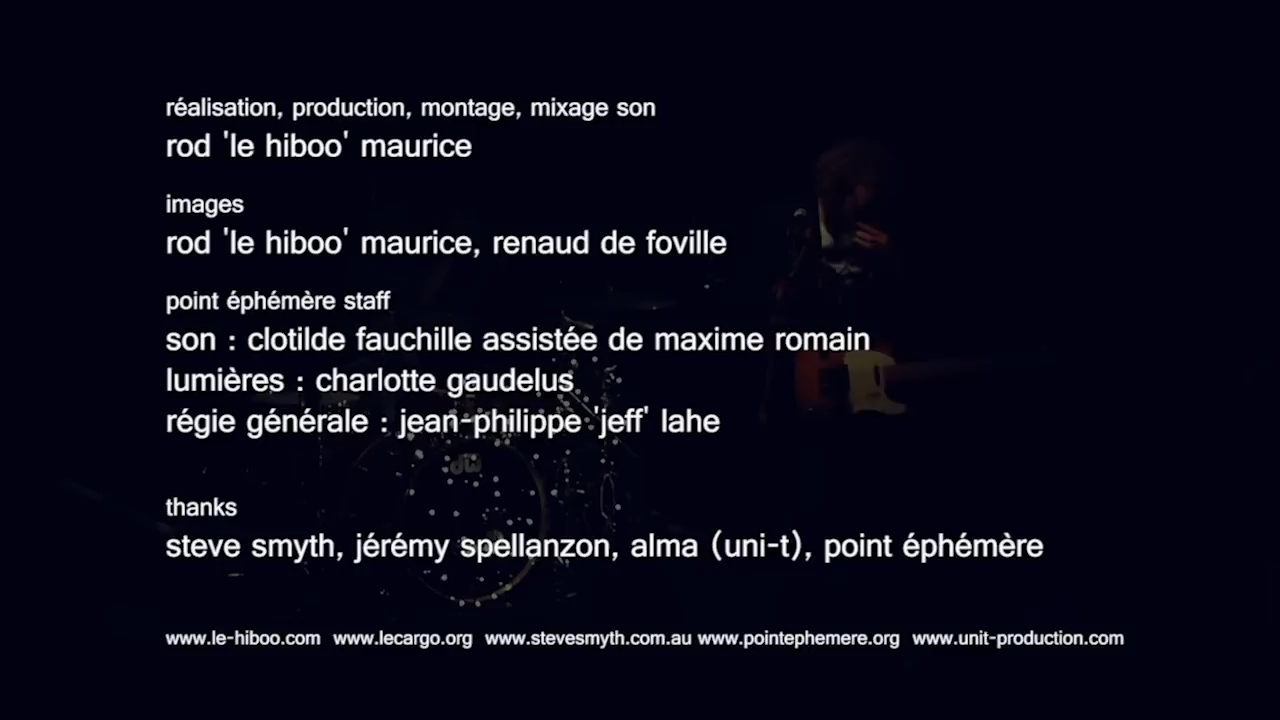 réalisation, production, montage, mixage son
rod 'le hiboo' maurice
images
rod 'le hiboo' maurice, renaud de foville
point éphémère staff
son : clotilde fauchille assistée de maxime romain
lumières : charlotte gaudelus
régie générale : jean-philippe 'jeff' lahe
dw
thanks
steve smyth, jérémy spellanzon, alma (uni-t), point éphémère
www.le-hiboo.com www.lecargo.org www.stevesmyth.com.au www.pointephemere.org www.unit-production.com